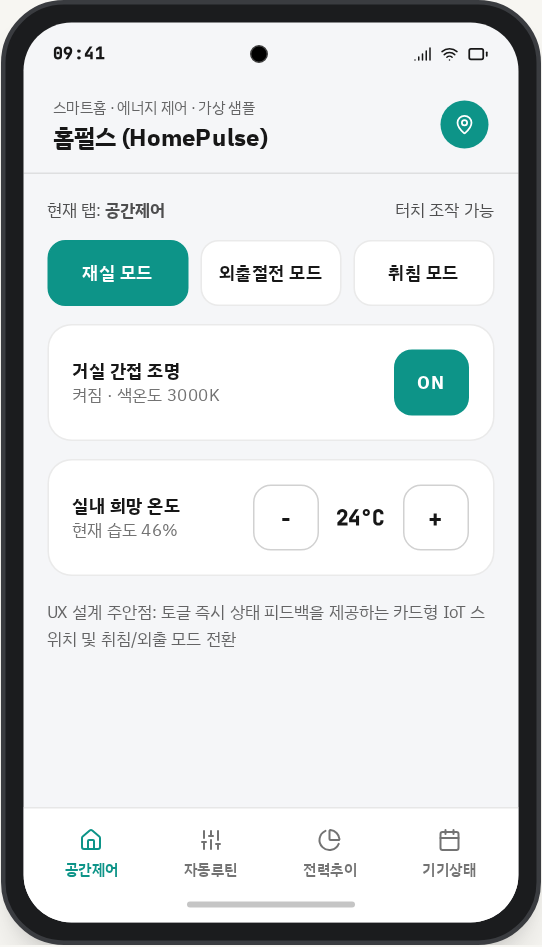 09:41
스마트홈 · 에너지 제어 · 가상 샘플
홈펄스 (HomePulse)
현재 탭: 공간제어
터치 조작 가능
재실 모드
외출절전 모드
취침 모드
거실 간접 조명
켜짐 · 색온도 3000K
ON
실내 희망 온도
현재 습도 46%
-
24°C
+
UX 설계 주안점: 토글 즉시 상태 피드백을 제공하는 카드형 IoT 스
위치 및 취침/외출 모드 전환
공간제어
자동루틴
전력추이
기기상태